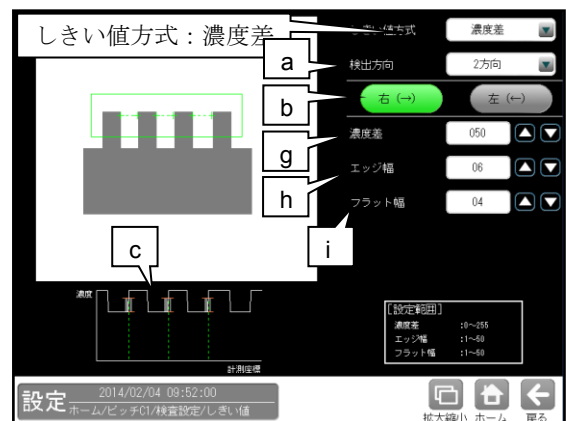 しきい値方式：濃度差
しきい値方式 濃度差
a 検出方向 2方向
b 右 (→) 左 (←)
g 濃度差 050
h エッジ幅 06
i フラット幅 04
c
濃度
計測座標
[設定範囲]
濃度差 :0～255
エッジ幅 :1～50
フラット幅 :1～50
設定 2014/02/04 09:52:00
ホーム/ピッチC1/検査設定/しきい値
拡大縮小 ホーム 戻る